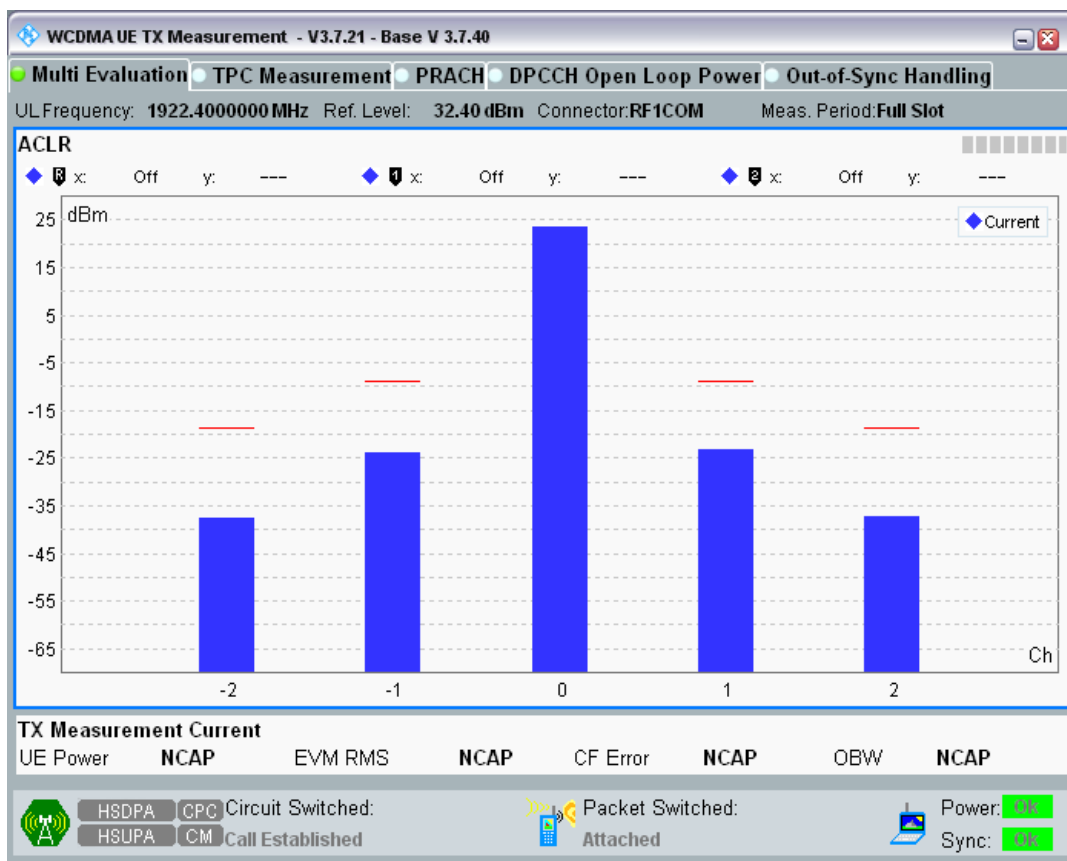 WCDMA UE TX Measurement - V3.7.21 - Base V 3.7.40
Multi Evaluation TPC Measurement PRACH DPCCH Open Loop Power Out-of-Sync Handling
UL Frequency: 1922.4000000 MHz Ref. Level: 32.40 dBm Connector:RF1COM Meas. Period:Full Slot
ACLR
R x: Off y: --- 1 x: Off y: --- 2 x: Off y: ---
dBm
Current
25
15
5
-5
-15
-25
-35
-45
-55
-65
Ch
-2 -1 0 1 2
TX Measurement Current
UE Power NCAP EVM RMS NCAP CF Error NCAP OBW NCAP
HSDPA CPC Circuit Switched: Packet Switched: Power: Ok
HSUPA CM Call Established Attached Sync: Ok